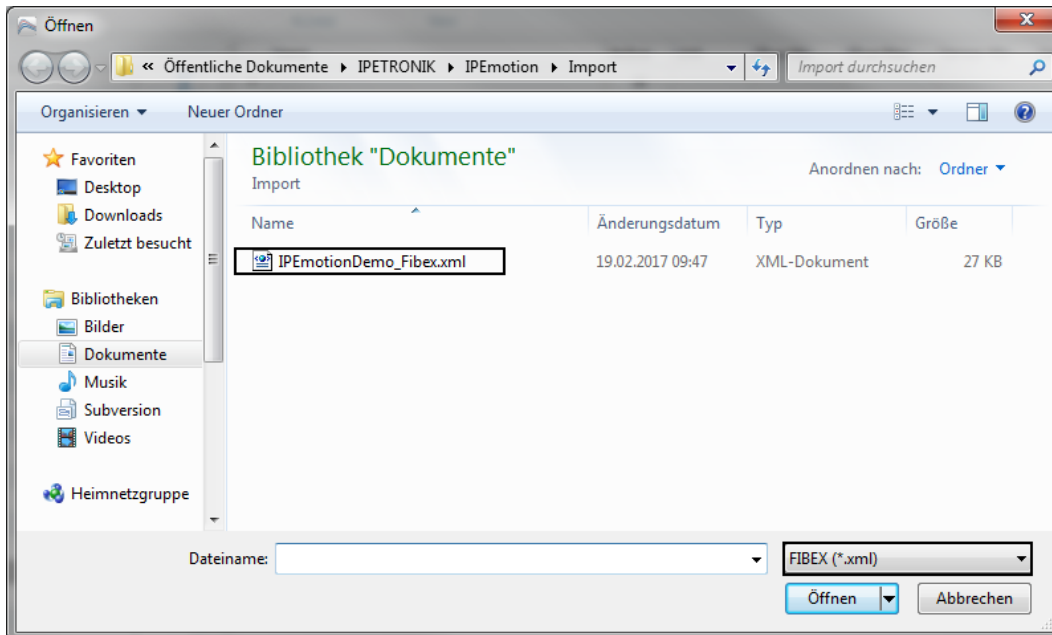 Öffnen
« Öffentliche Dokumente IPETRONIK IPEmotion Import
Import durchsuchen
Organisieren
Neuer Ordner
Favoriten
Desktop
Downloads
Zuletzt besucht
Bibliotheken
Bilder
Dokumente
Musik
Subversion
Videos
Heimnetzgruppe
Bibliothek "Dokumente"
Import
Anordnen nach: Ordner
Name Änderungsdatum Typ Größe
IPEmotionDemo_Fibex.xml 19.02.2017 09:47 XML-Dokument 27 KB
Dateiname:
FIBEX (*.xml)
Öffnen
Abbrechen